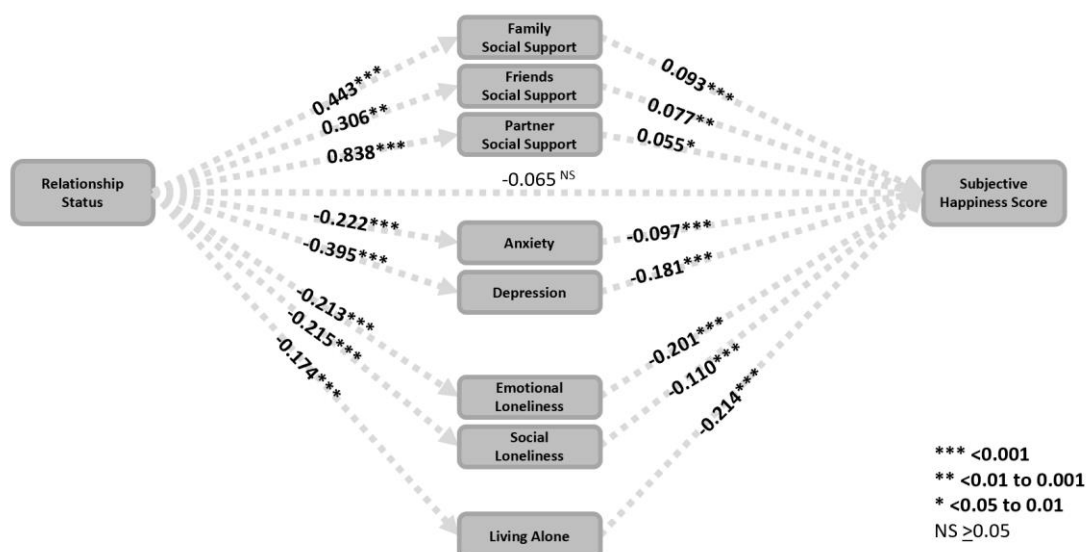 Family
Social Support
Friends
Social Support
Partner
Social Support
Relationship
Status
Subjective
Happiness Score
Anxiety
Depression
Emotional
Loneliness
Social
Loneliness
Living Alone
0.443***
0.306**
0.838***
-0.065 NS
-0.222***
-0.395***
-0.213***
-0.215***
-0.174***
0.093***
0.077**
0.055*
-0.097***
-0.181***
-0.201***
-0.110***
-0.214***
*** <0.001
** <0.01 to 0.001
* <0.05 to 0.01
NS ≥0.05